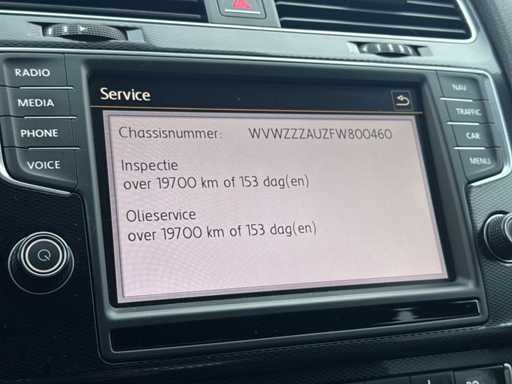 RADIO
MEDIA
PHONE
VOICE
Service
Chassisnummer: WVWZZZAUZFW800460
Inspectie
over 19700 km of 153 dag(en)
Olieservice
over 19700 km of 153 dag(en)
NAV
TRAFFIC
CAR
MENU